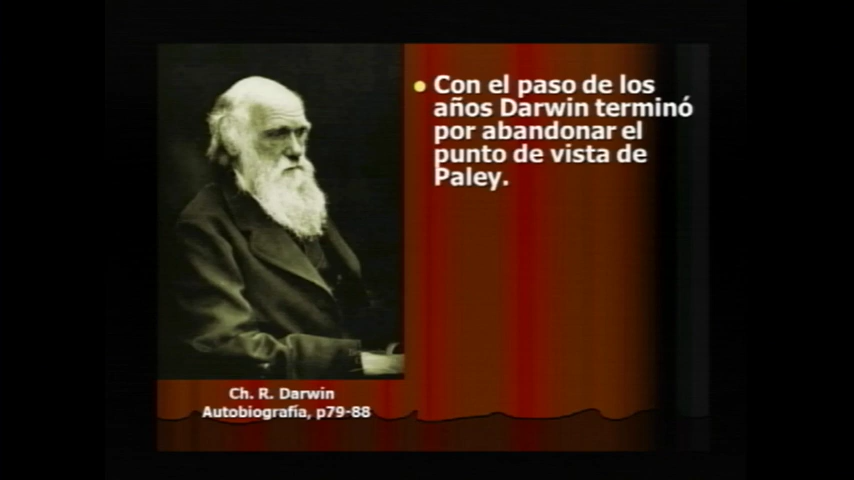 Con el paso de los
años Darwin terminó
por abandonar el
punto de vista de
Paley.
Ch. R. Darwin
Autobiografía, p79-88